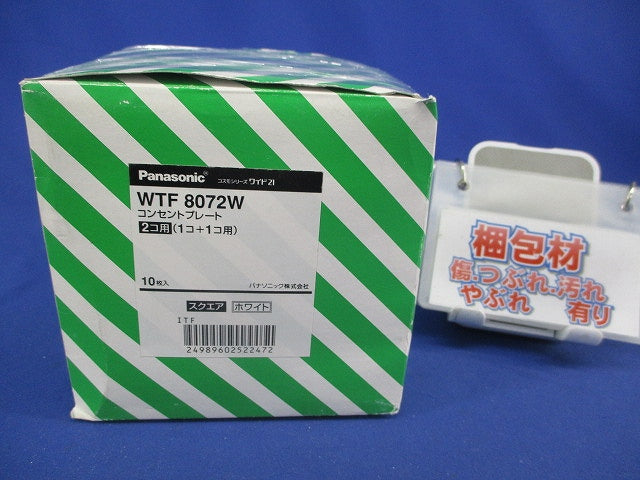 Panasonic® コスモシリーズ ワイド21
WTF 8072W
コンセントプレート
2コ用(1コ+1コ用)
10枚入 パナソニック株式会社
スクエア ホワイト
ITF
24989602522472
梱包材
傷・つぶれ・汚れ
やぶれ 有り